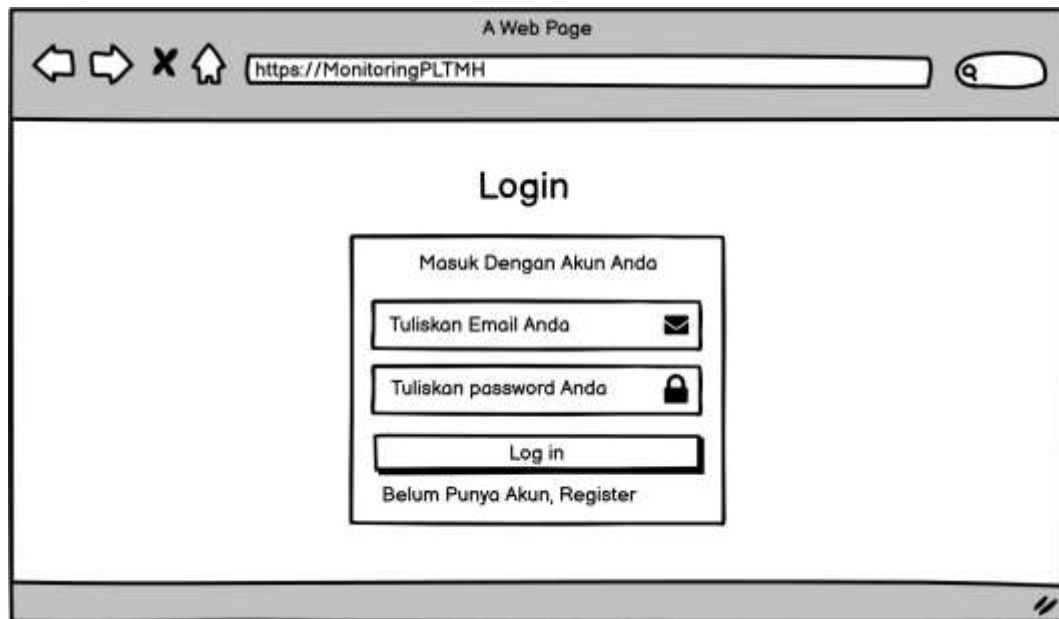 A Web Page
https://MonitoringPLTMH
Login
Masuk Dengan Akun Anda
Tuliskan Email Anda
Tuliskan password Anda
Log in
Belum Punya Akun, Register